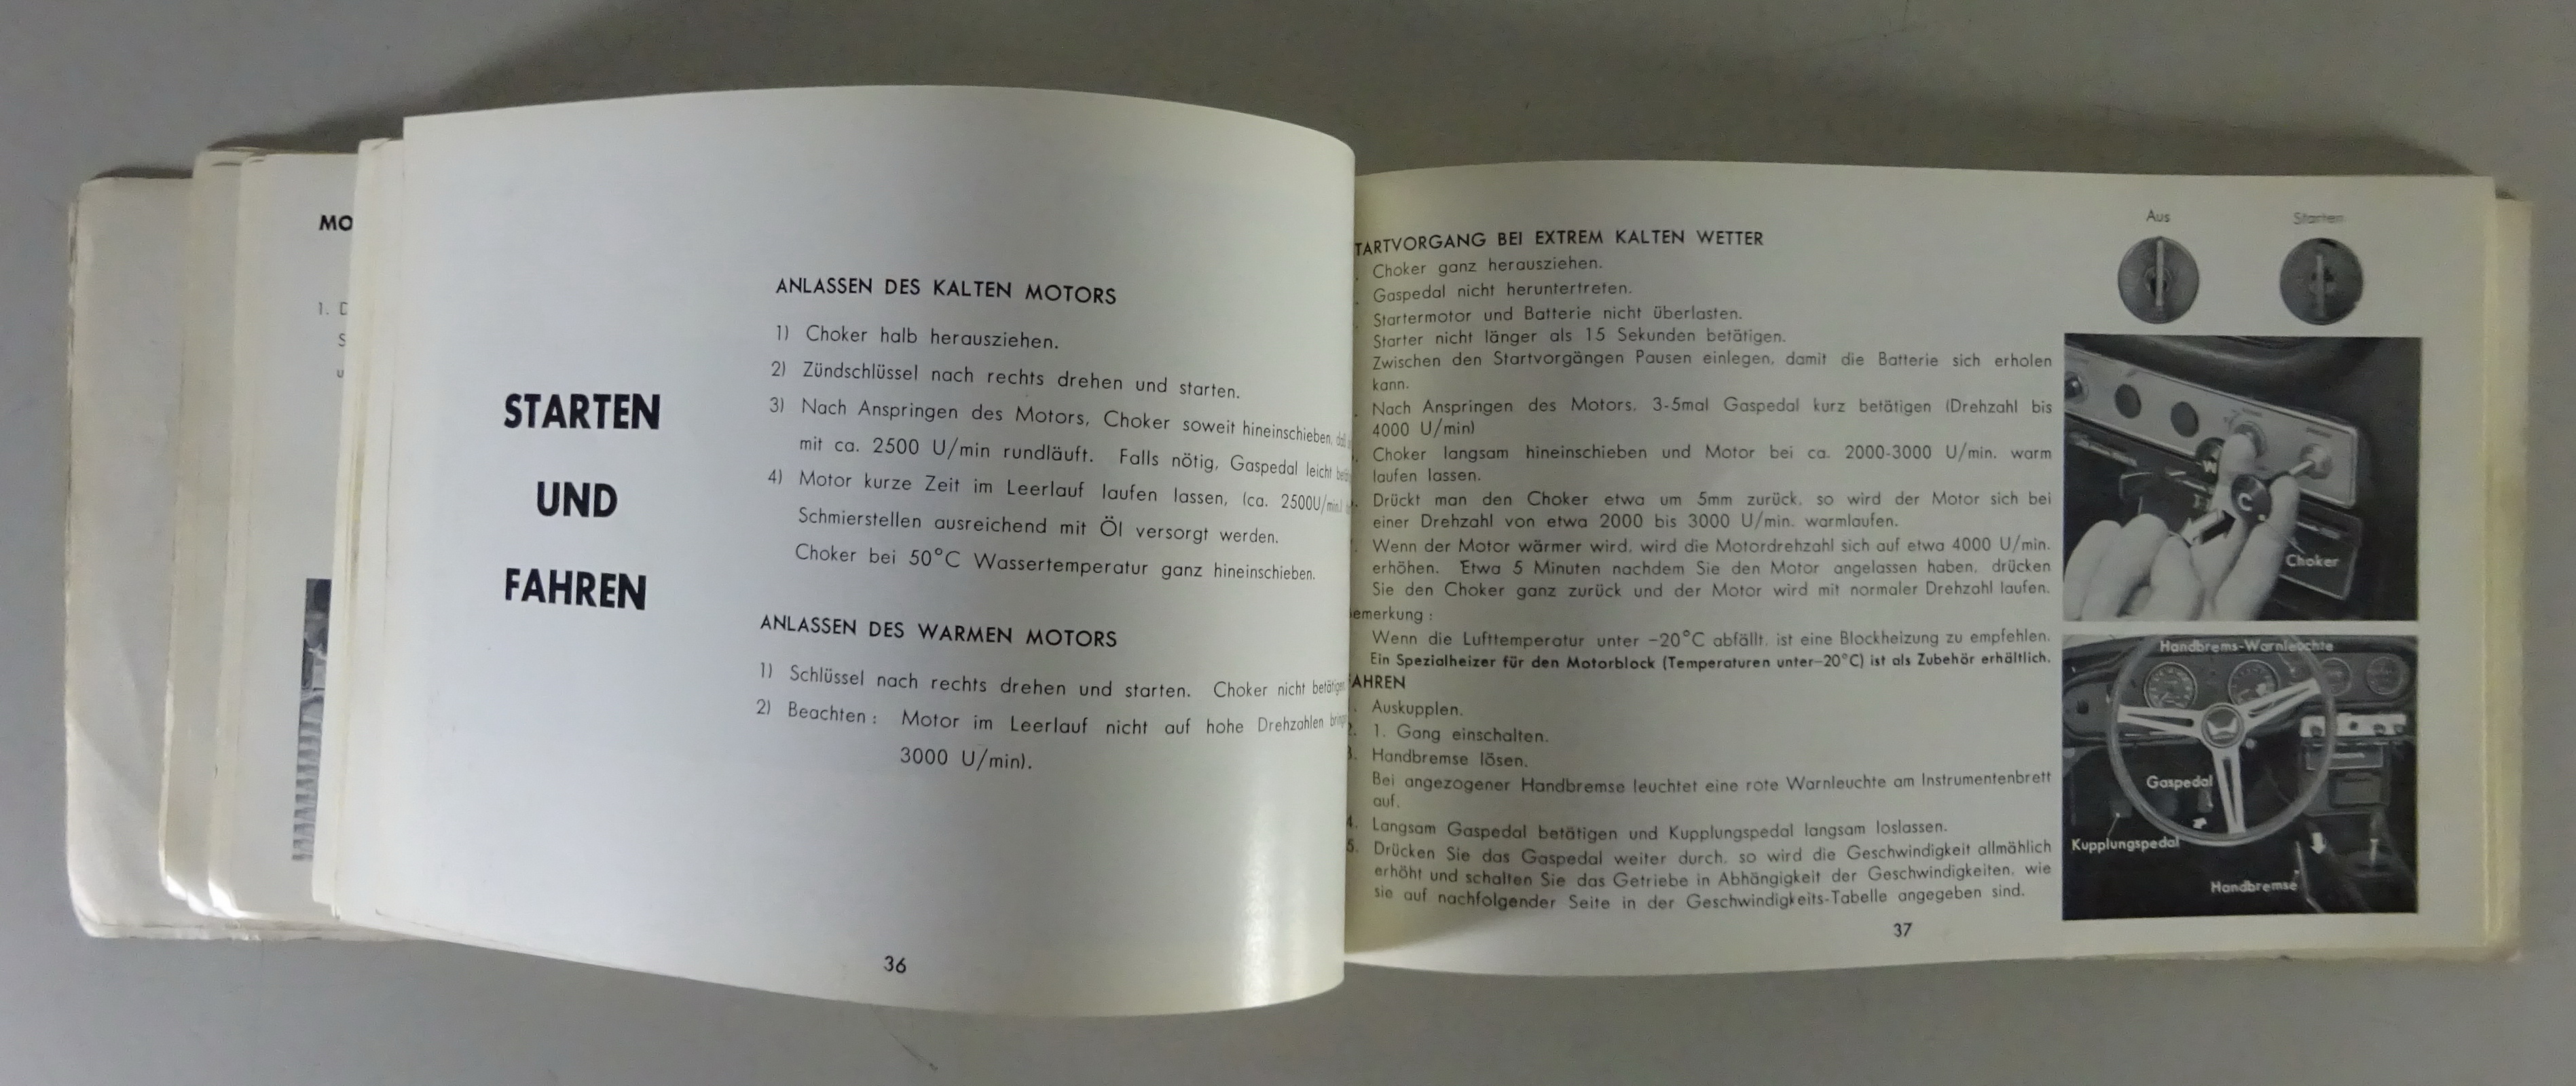 MO
1. D
S
u
STARTEN
UND
FAHREN
ANLASSEN DES KALTEN MOTORS
1) Choker halb herausziehen.
2) Zündschlüssel nach rechts drehen und starten.
3) Nach Anspringen des Motors, Choker soweit hineinschieben, daß
mit ca. 2500 U/min rundläuft. Falls nötig, Gaspedal leicht
4) Motor kurze Zeit im Leerlauf laufen lassen, (ca. 2500U/min.)
Schmierstellen ausreichend mit Öl versorgt werden.
Choker bei 50°C Wassertemperatur ganz hineinschieben.
ANLASSEN DES WARMEN MOTORS
1) Schlüssel nach rechts drehen und starten. Choker nicht betätigen
2) Beachten: Motor im Leerlauf nicht auf hohe Drehzahlen
3000 U/min).
36
TARTVORGANG BEI EXTREM KALTEN WETTER
Choker ganz herausziehen.
Gaspedal nicht heruntertreten.
Startermotor und Batterie nicht überlasten.
Starter nicht länger als 15 Sekunden betätigen.
Zwischen den Startvorgängen Pausen einlegen, damit die Batterie sich erholen
kann.
Nach Anspringen des Motors, 3-5mal Gaspedal kurz betätigen (Drehzahl bis
4000 U/min)
Choker langsam hineinschieben und Motor bei ca. 2000-3000 U/min. warm
laufen lassen.
Drückt man den Choker etwa um 5mm zurück, so wird der Motor sich bei
einer Drehzahl von etwa 2000 bis 3000 U/min. warmlaufen.
Wenn der Motor wärmer wird, wird die Motordrehzahl sich auf etwa 4000 U/min.
erhöhen. Etwa 5 Minuten nachdem Sie den Motor angelassen haben, drücken
Sie den Choker ganz zurück und der Motor wird mit normaler Drehzahl laufen.
emerkung :
Wenn die Lufttemperatur unter −20°C abfällt, ist eine Blockheizung zu empfehlen.
Ein Spezialheizer für den Motorblock (Temperaturen unter−20°C) ist als Zubehör erhältlich.
AHREN
1. Auskupplen.
2. 1. Gang einschalten.
3. Handbremse lösen.
Bei angezogener Handbremse leuchtet eine rote Warnleuchte am Instrumentenbrett
auf.
4. Langsam Gaspedal betätigen und Kupplungspedal langsam loslassen.
5. Drücken Sie das Gaspedal weiter durch, so wird die Geschwindigkeit allmählich
erhöht und schalten Sie das Getriebe in Abhängigkeit der Geschwindigkeiten, wie
sie auf nachfolgender Seite in der Geschwindigkeits-Tabelle angegeben sind.
37
Aus
Starten
W
C
Choker
Handbrems-Warnleuchte
Gaspedal
Kupplungspedal
Handbremse